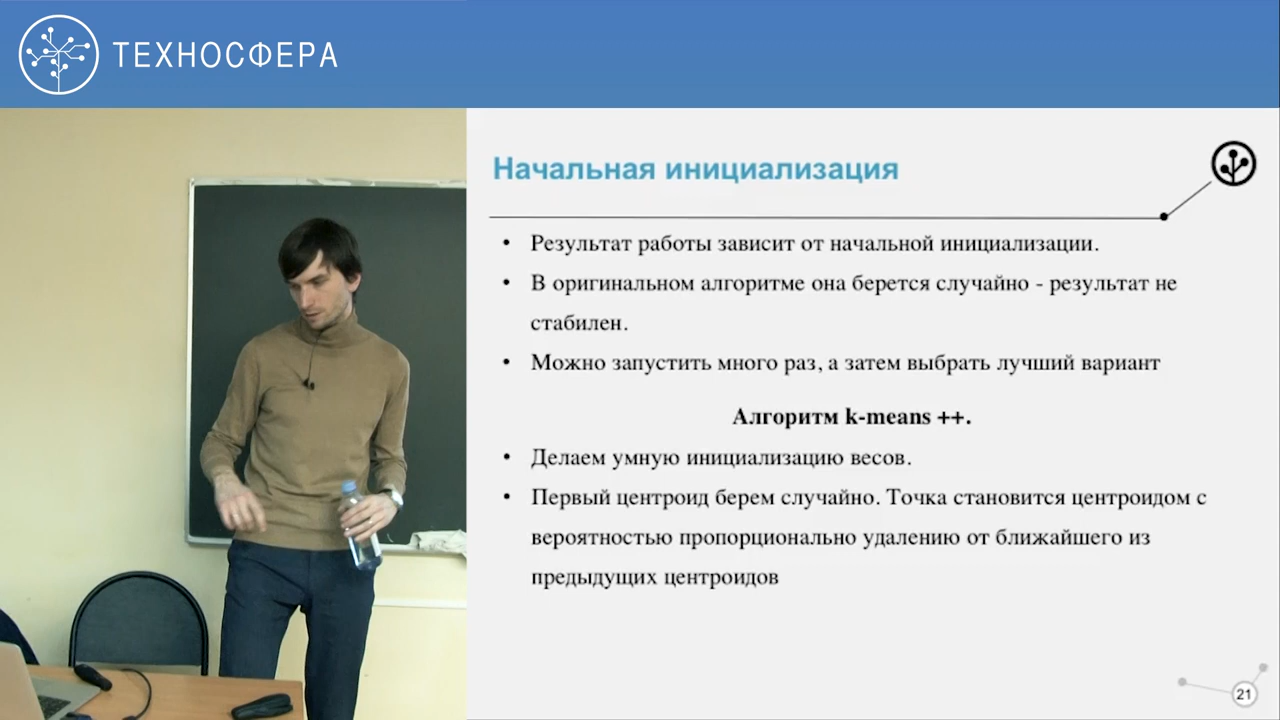 ТЕХНОСФЕРА
Начальная инициализация
• Результат работы зависит от начальной инициализации.
• В оригинальном алгоритме она берется случайно - результат не
стабилен.
• Можно запустить много раз, а затем выбрать лучший вариант
Алгоритм k-means ++.
• Делаем умную инициализацию весов.
• Первый центроид берем случайно. Точка становится центроидом с
вероятностью пропорционально удалению от ближайшего из
предыдущих центроидов
21